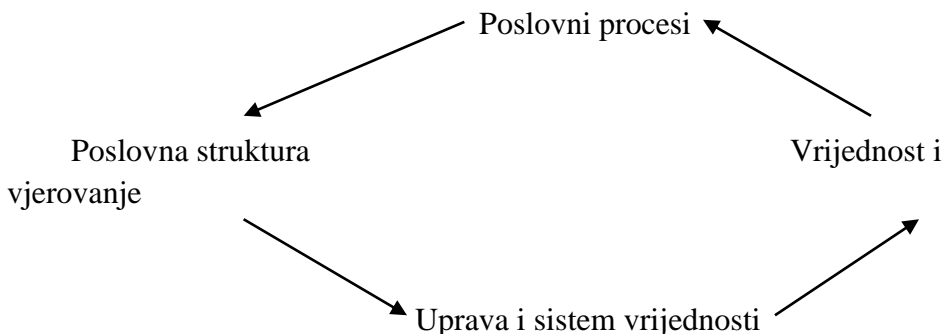 Poslovni procesi
Poslovna struktura Vrijednost i
vjerovanje
Uprava i sistem vrijednosti